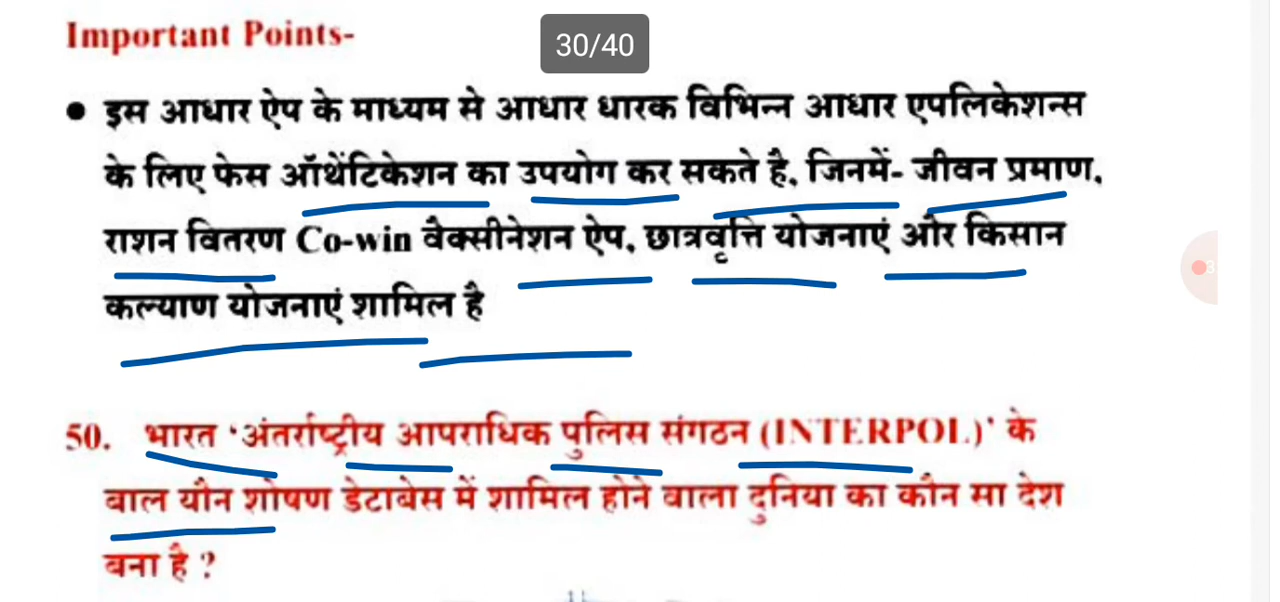 Important Points-
30/40
• इस आधार ऐप के माध्यम से आधार धारक विभिन्न आधार एपलिकेशन्स
के लिए फेस ऑथेंटिकेशन का उपयोग कर सकते है, जिनमें- जीवन प्रमाण,
राशन वितरण Co-win वैक्सीनेशन ऐप, छात्रवृत्ति योजनाएं और किसान
कल्याण योजनाएं शामिल है
50. भारत 'अंतर्राष्ट्रीय आपराधिक पुलिस संगठन (INTERPOL)' के
बाल यौन शोषण डेटाबेस में शामिल होने वाला दुनिया का कौन सा देश
बना है ?